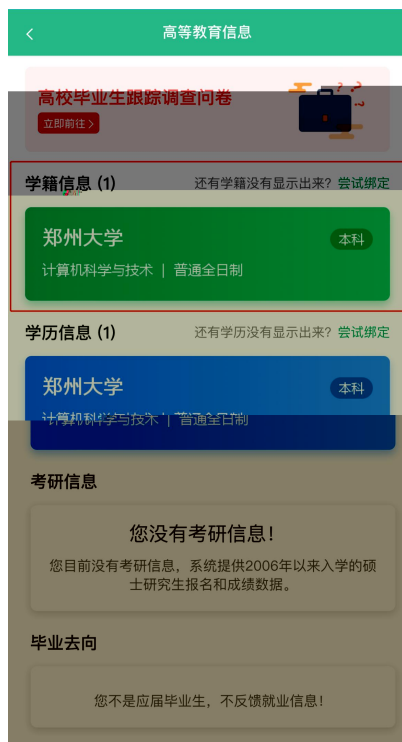 高等教育信息
高校毕业生跟踪调查问卷
立即前往>
学籍信息 (1) 还有学籍没有显示出来? 尝试绑定
郑州大学 本科
计算机科学与技术 | 普通全日制
学历信息 (1) 还有学历没有显示出来? 尝试绑定
郑州大学 本科
计算机科学与技术 | 普通全日制
考研信息
您没有考研信息!
您目前没有考研信息,系统提供2006年以来入学的硕
士研究生报名和成绩数据。
毕业去向
您不是应届毕业生,不反馈就业信息!